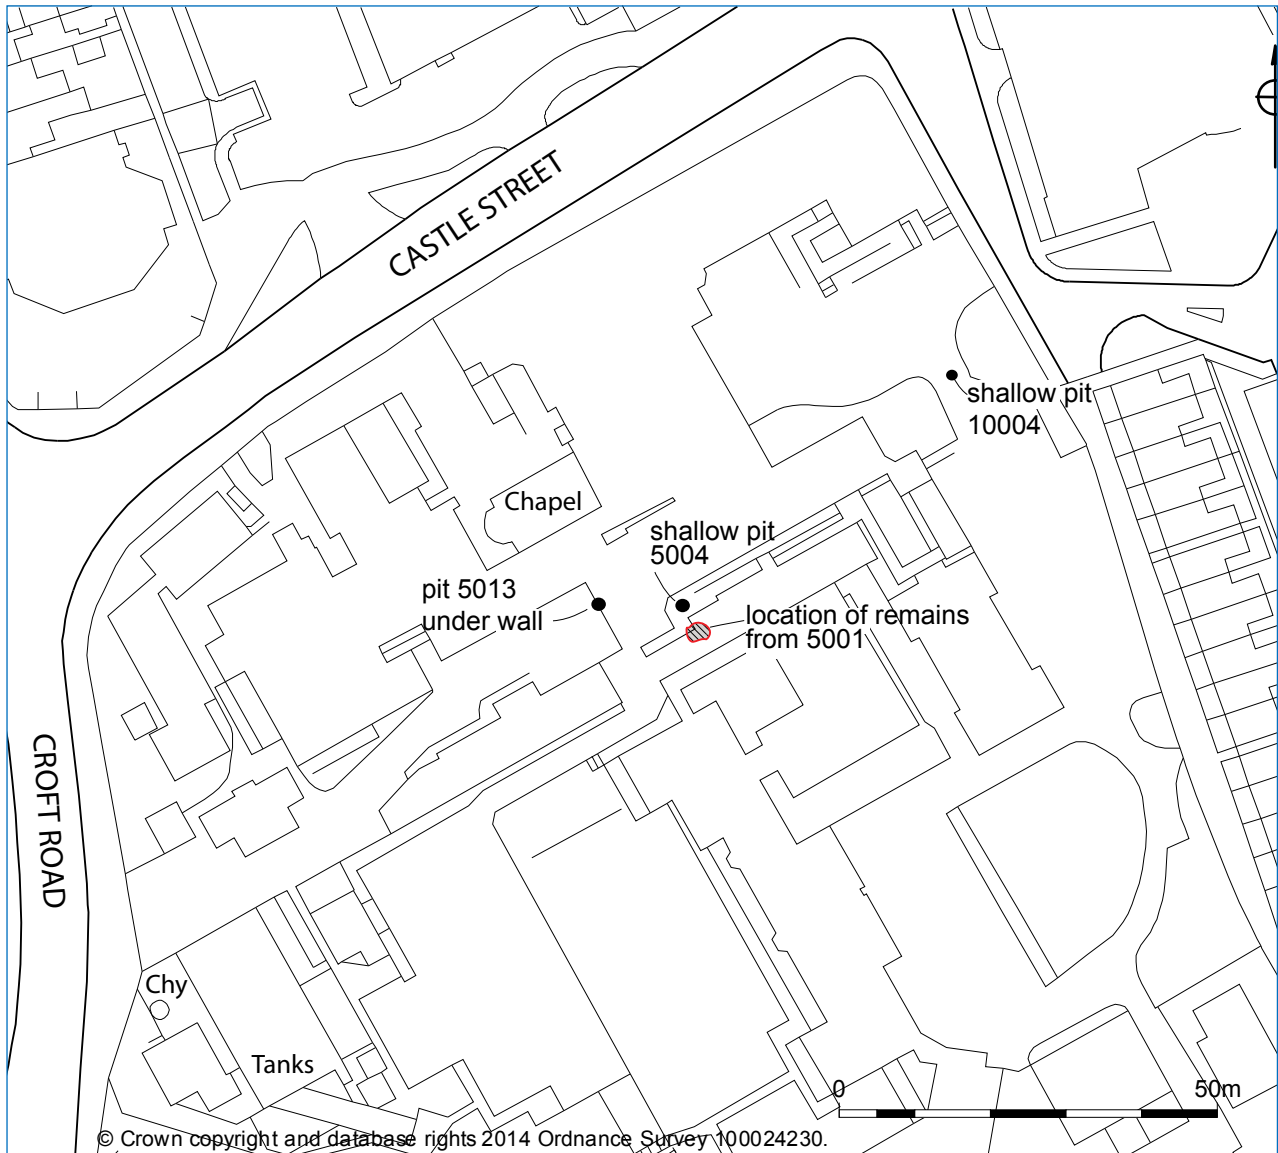 CASTLE STREET
shallow pit
10004
Chapel
shallow pit
5004
pit 5013
under wall
location of remains
from 5001
CROFT ROAD
Chy
Tanks
0 50m
© Crown copyright and database rights 2014 Ordnance Survey 100024230.